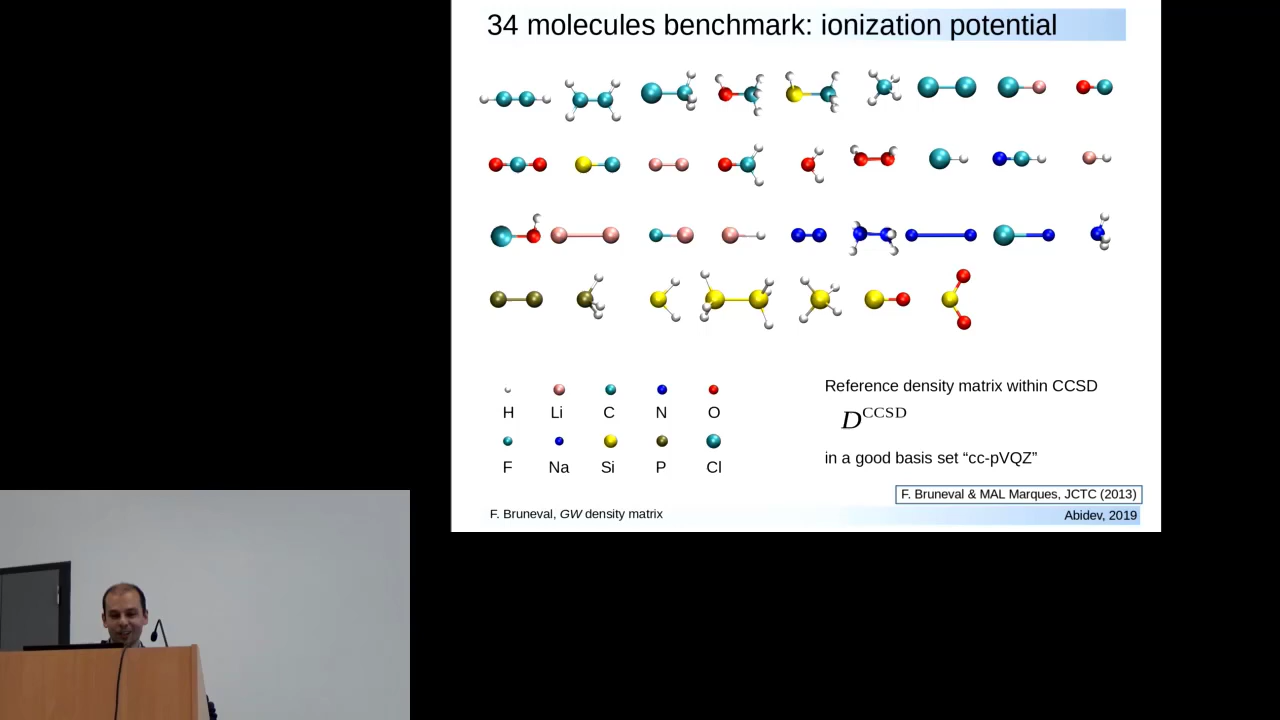 34 molecules benchmark: ionization potential
H Li C N O
F Na Si P Cl
Reference density matrix within CCSD
D^CCSD
in a good basis set “cc-pVQZ”
F. Bruneval & MAL Marques, JCTC (2013)
F. Bruneval, GW density matrix
Abidev, 2019